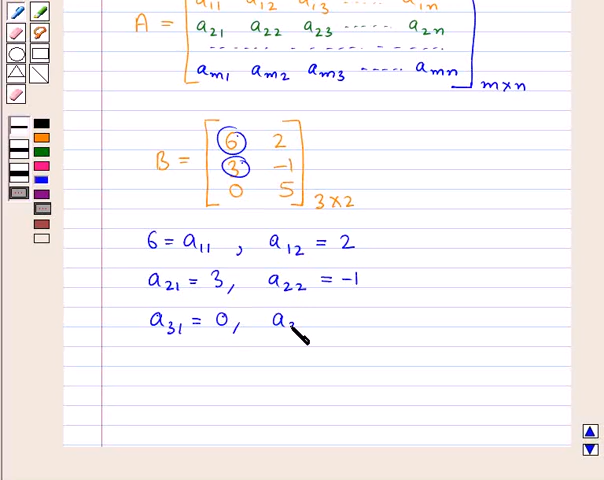 a11 a12 a13 ..... a1n
A = a21 a22 a23 ..... a2n
am1 am2 am3 ..... amn m×n
6 2
B = 3 -1
0 5 3×2
6 = a11 , a12 = 2
a21 = 3, a22 = -1
a31 = 0, a3